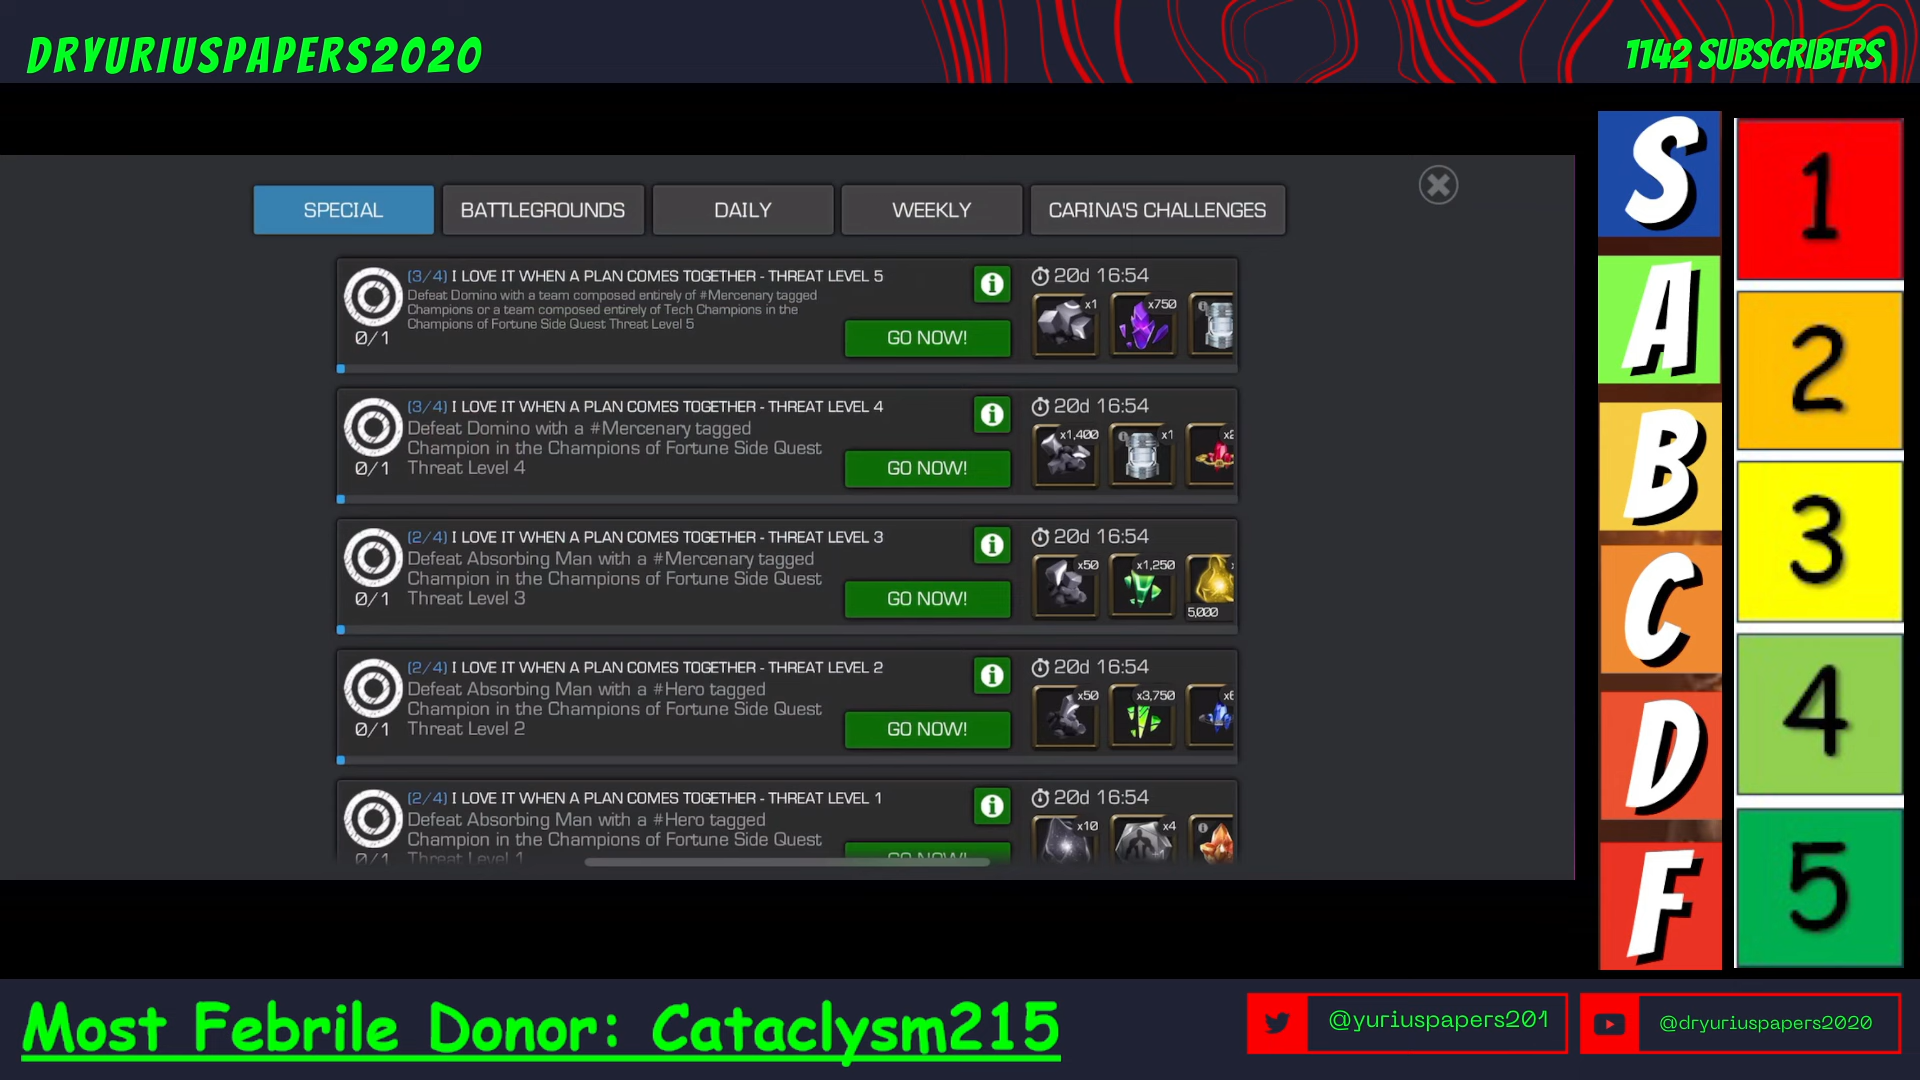 DRYURIUSPAPERS2020
1142 SUBSCRIBERS
SPECIAL
BATTLEGROUNDS
DAILY
WEEKLY
CARINA'S CHALLENGES
(3/4) I LOVE IT WHEN A PLAN COMES TOGETHER - THREAT LEVEL 5
Defeat Domino with a team composed entirely of #Mercenary tagged
Champions or a team composed entirely of Tech Champions in the
Champions of Fortune Side Quest Threat Level 5
0/1
GO NOW!
20d 16:54
x1
x750
(3/4) I LOVE IT WHEN A PLAN COMES TOGETHER - THREAT LEVEL 4
Defeat Domino with a #Mercenary tagged
Champion in the Champions of Fortune Side Quest
Threat Level 4
0/1
GO NOW!
20d 16:54
x1,400
x1
(2/4) I LOVE IT WHEN A PLAN COMES TOGETHER - THREAT LEVEL 3
Defeat Absorbing Man with a #Mercenary tagged
Champion in the Champions of Fortune Side Quest
Threat Level 3
0/1
GO NOW!
20d 16:54
x50
x1,250
5,000
(2/4) I LOVE IT WHEN A PLAN COMES TOGETHER - THREAT LEVEL 2
Defeat Absorbing Man with a #Hero tagged
Champion in the Champions of Fortune Side Quest
Threat Level 2
0/1
GO NOW!
20d 16:54
x50
x3,750
(2/4) I LOVE IT WHEN A PLAN COMES TOGETHER - THREAT LEVEL 1
Defeat Absorbing Man with a #Hero tagged
Champion in the Champions of Fortune Side Quest
Threat Level 1
0/1
GO NOW!
20d 16:54
x10
x4
S
A
B
C
D
F
1
2
3
4
5
Most Febrile Donor: Cataclysm215
@yuriuspapers201
@dryuriuspapers2020